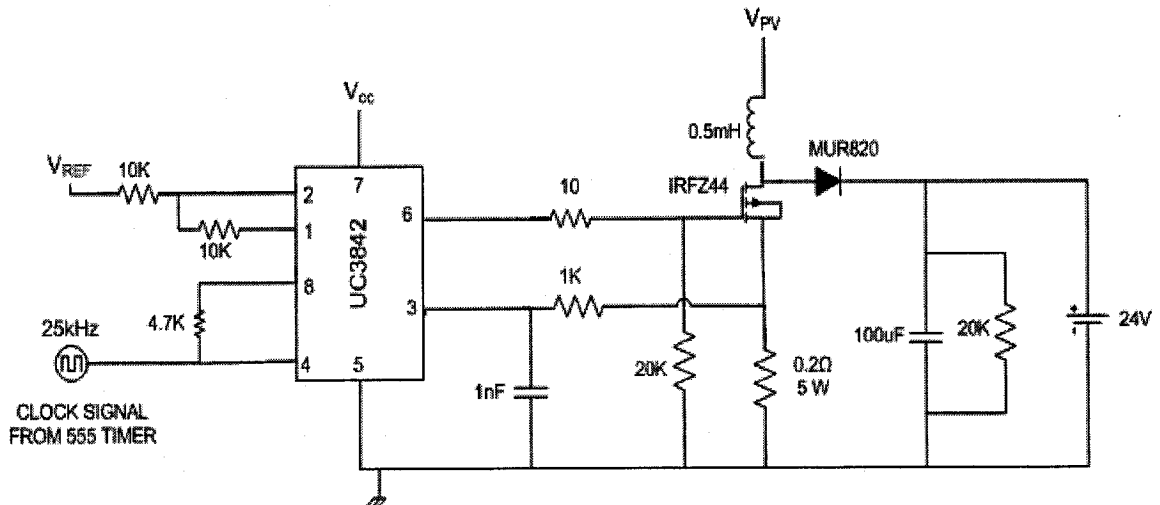 V_PV
V_cc
0.5mH
MUR820
V_REF
10K
10K
2
7
1
6
8
3
4
5
UC3842
10
IRFZ44
1K
4.7K
25kHz
CLOCK SIGNAL
FROM 555 TIMER
1nF
20K
0.2Ω
5 W
100uF
20K
+
-
24V